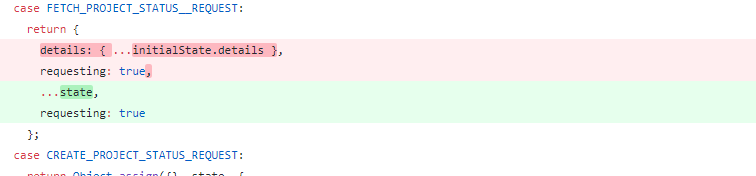 case FETCH_PROJECT_STATUS__REQUEST:
return {
details: { ...initialState.details },
requesting: true,
...state,
requesting: true
};
case CREATE_PROJECT_STATUS_REQUEST:
return Object.assign({}, state, {